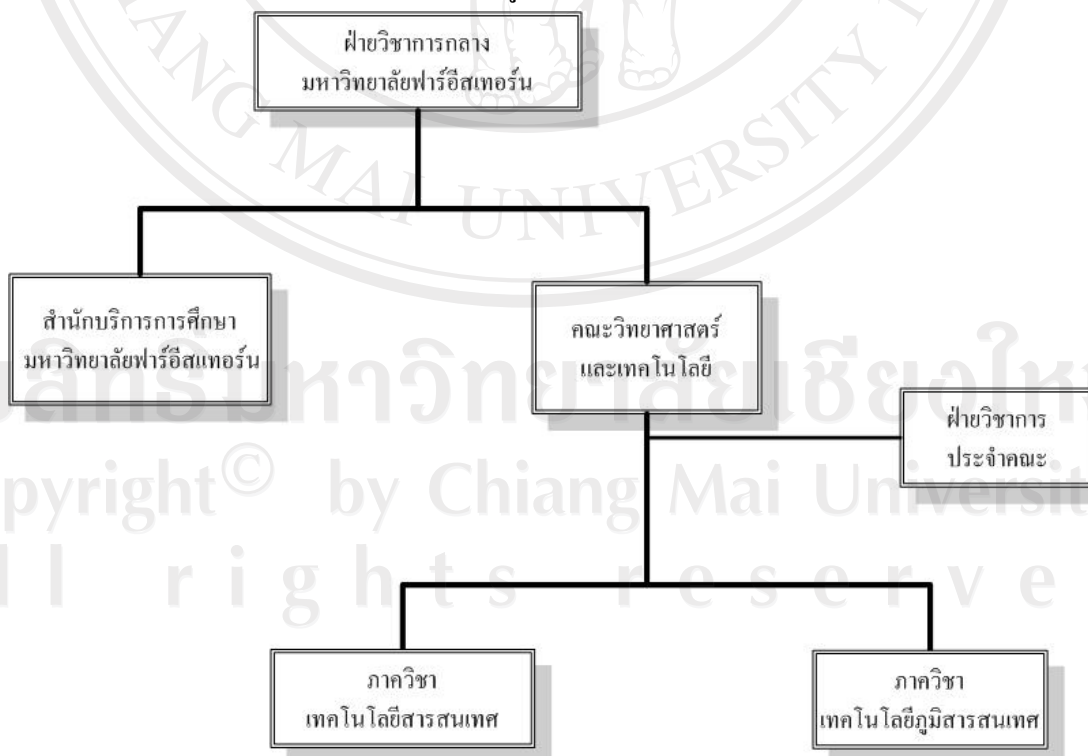 ฝ่ายวิชาการกลาง
มหาวิทยาลัยฟาร์อีสเทอร์น
สำนักบริการการศึกษา
มหาวิทยาลัยฟาร์อีสแทอร์น
คณะวิทยาศาสตร์
และเทคโนโลยี
ฝ่ายวิชาการ
ประจำคณะ
ภาควิชา
เทคโนโลยีสารสนเทศ
ภาควิชา
เทคโนโลยีภูมิสารสนเทศ
MAI UNIVERSITY
by Chiang Mai
rights